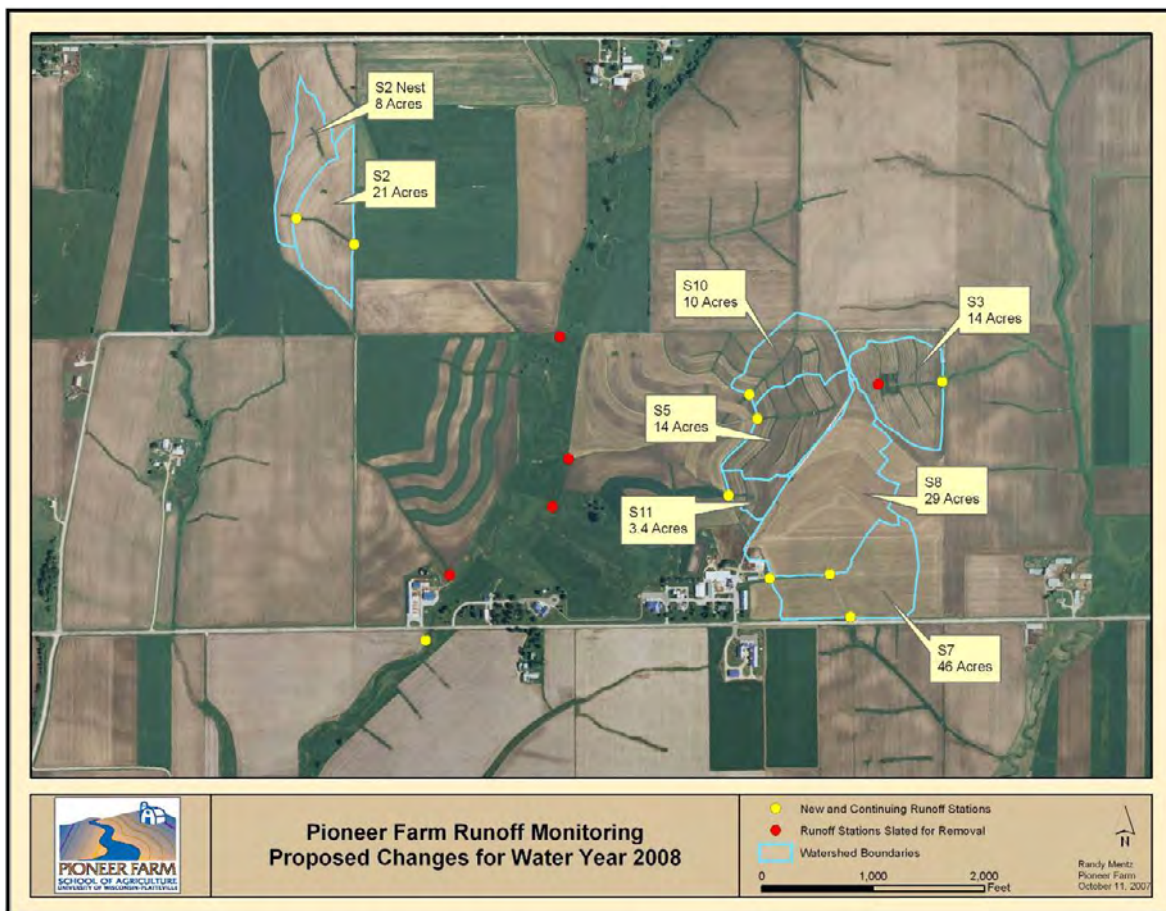 S2 Nest
8 Acres
S2
21 Acres
S10
10 Acres
S3
14 Acres
S5
14 Acres
S8
29 Acres
S11
3.4 Acres
S7
46 Acres
PIONEER FARM
SCHOOL OF AGRICULTURE
UNIVERSITY OF WISCONSIN-PLATTEVILLE
Pioneer Farm Runoff Monitoring
Proposed Changes for Water Year 2008
New and Continuing Runoff Stations
Runoff Stations Slated for Removal
Watershed Boundaries
0 1,000 2,000
Feet
N
Randy Mentz
Pioneer Farm
October 11, 2007